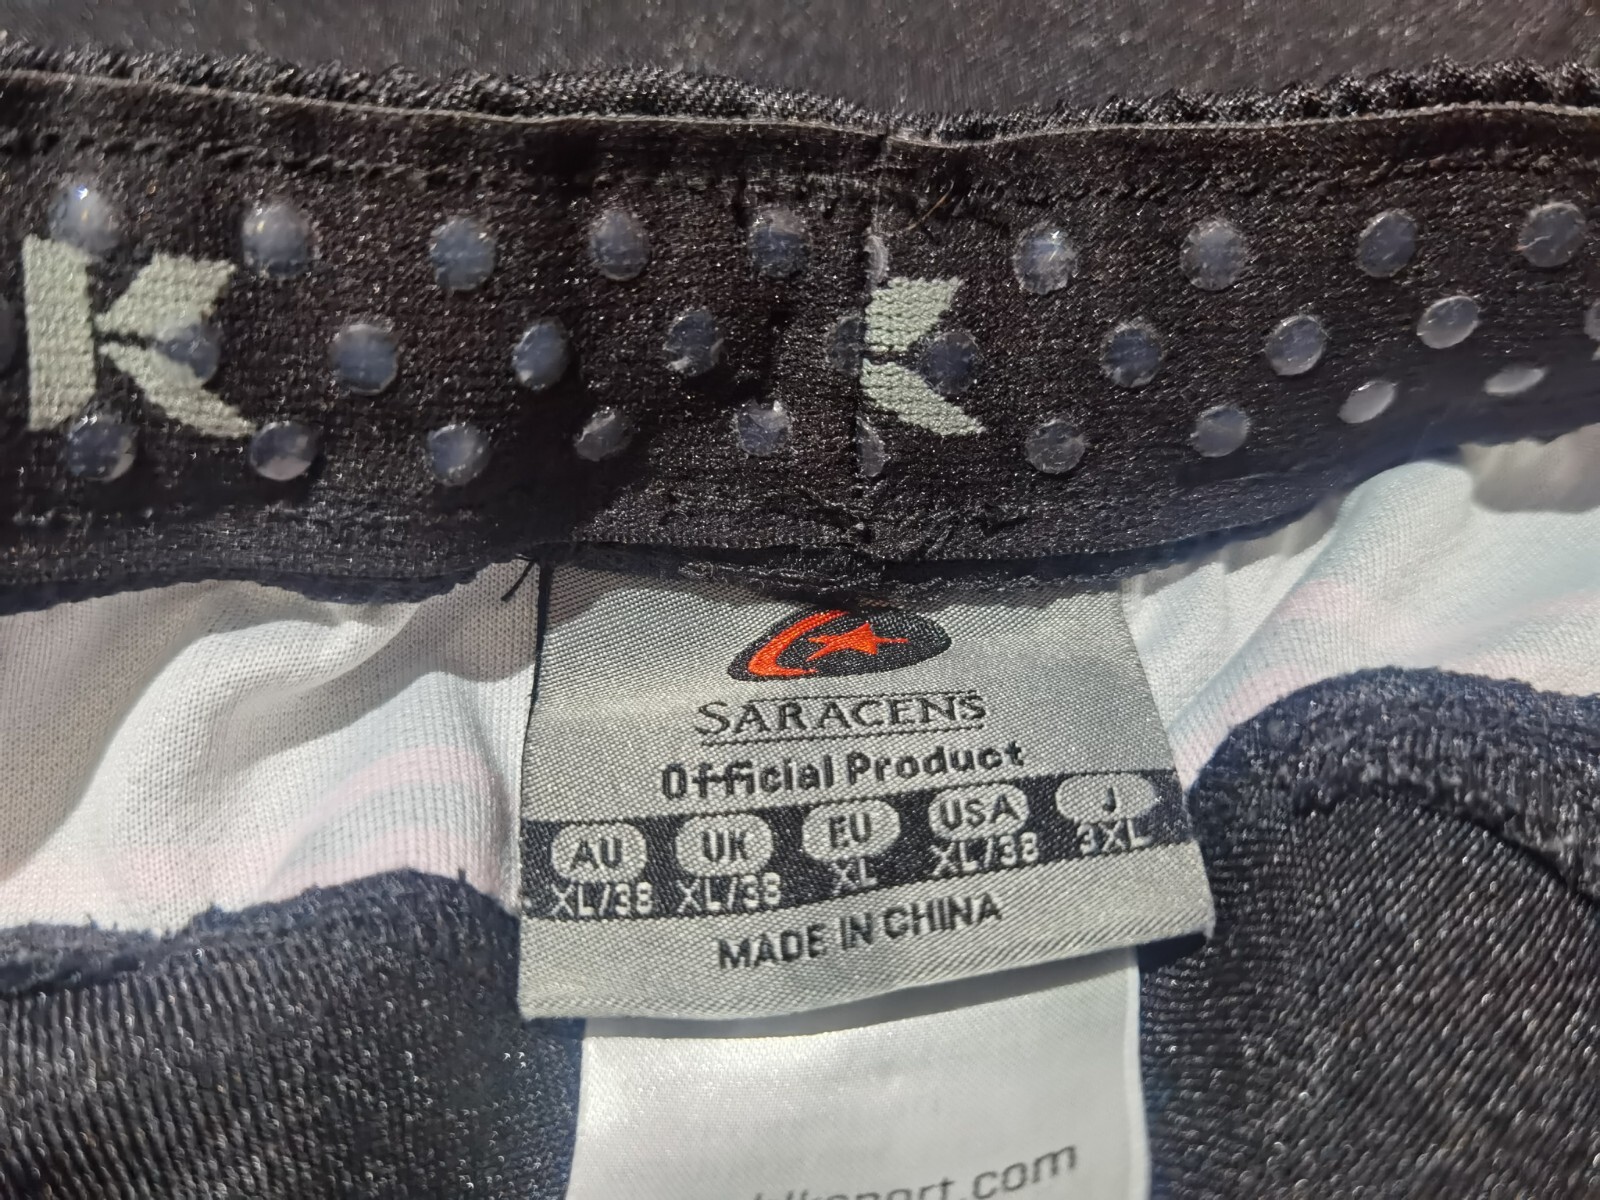 K K
SARACENS
Official Product
AU UK EU USA J
XL/38 XL/38 XL XL/38 3XL
MADE IN CHINA